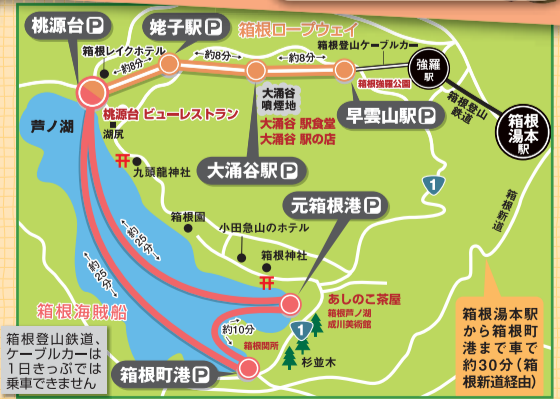 桃源台 P
姥子駅 P
箱根ロープウェイ
箱根レイクホテル
←約8分→
←約8分→
←約8分→
箱根登山ケーブルカー
強羅
駅
箱根強羅公園
箱根登山
鉄道
箱根
湯本
駅
芦ノ湖
桃源台 ビューレストラン
湖尻
大涌谷
噴煙地
大涌谷 駅食堂
大涌谷 駅の店
早雲山駅 P
九頭龍神社
大涌谷駅 P
1
元箱根港 P
箱根新道
箱根園
小田急山のホテル
箱根神社
←約25分→
←約25分→
箱根海賊船
あしのこ茶屋
箱根芦ノ湖
成川美術館
←約10分→
1
箱根関所
杉並木
箱根町港 P
箱根登山鉄道、
ケーブルカーは
1日きっぷでは
乗車できません
箱根湯本駅
から箱根町
港まで車で
約30分(箱
根新道経由)